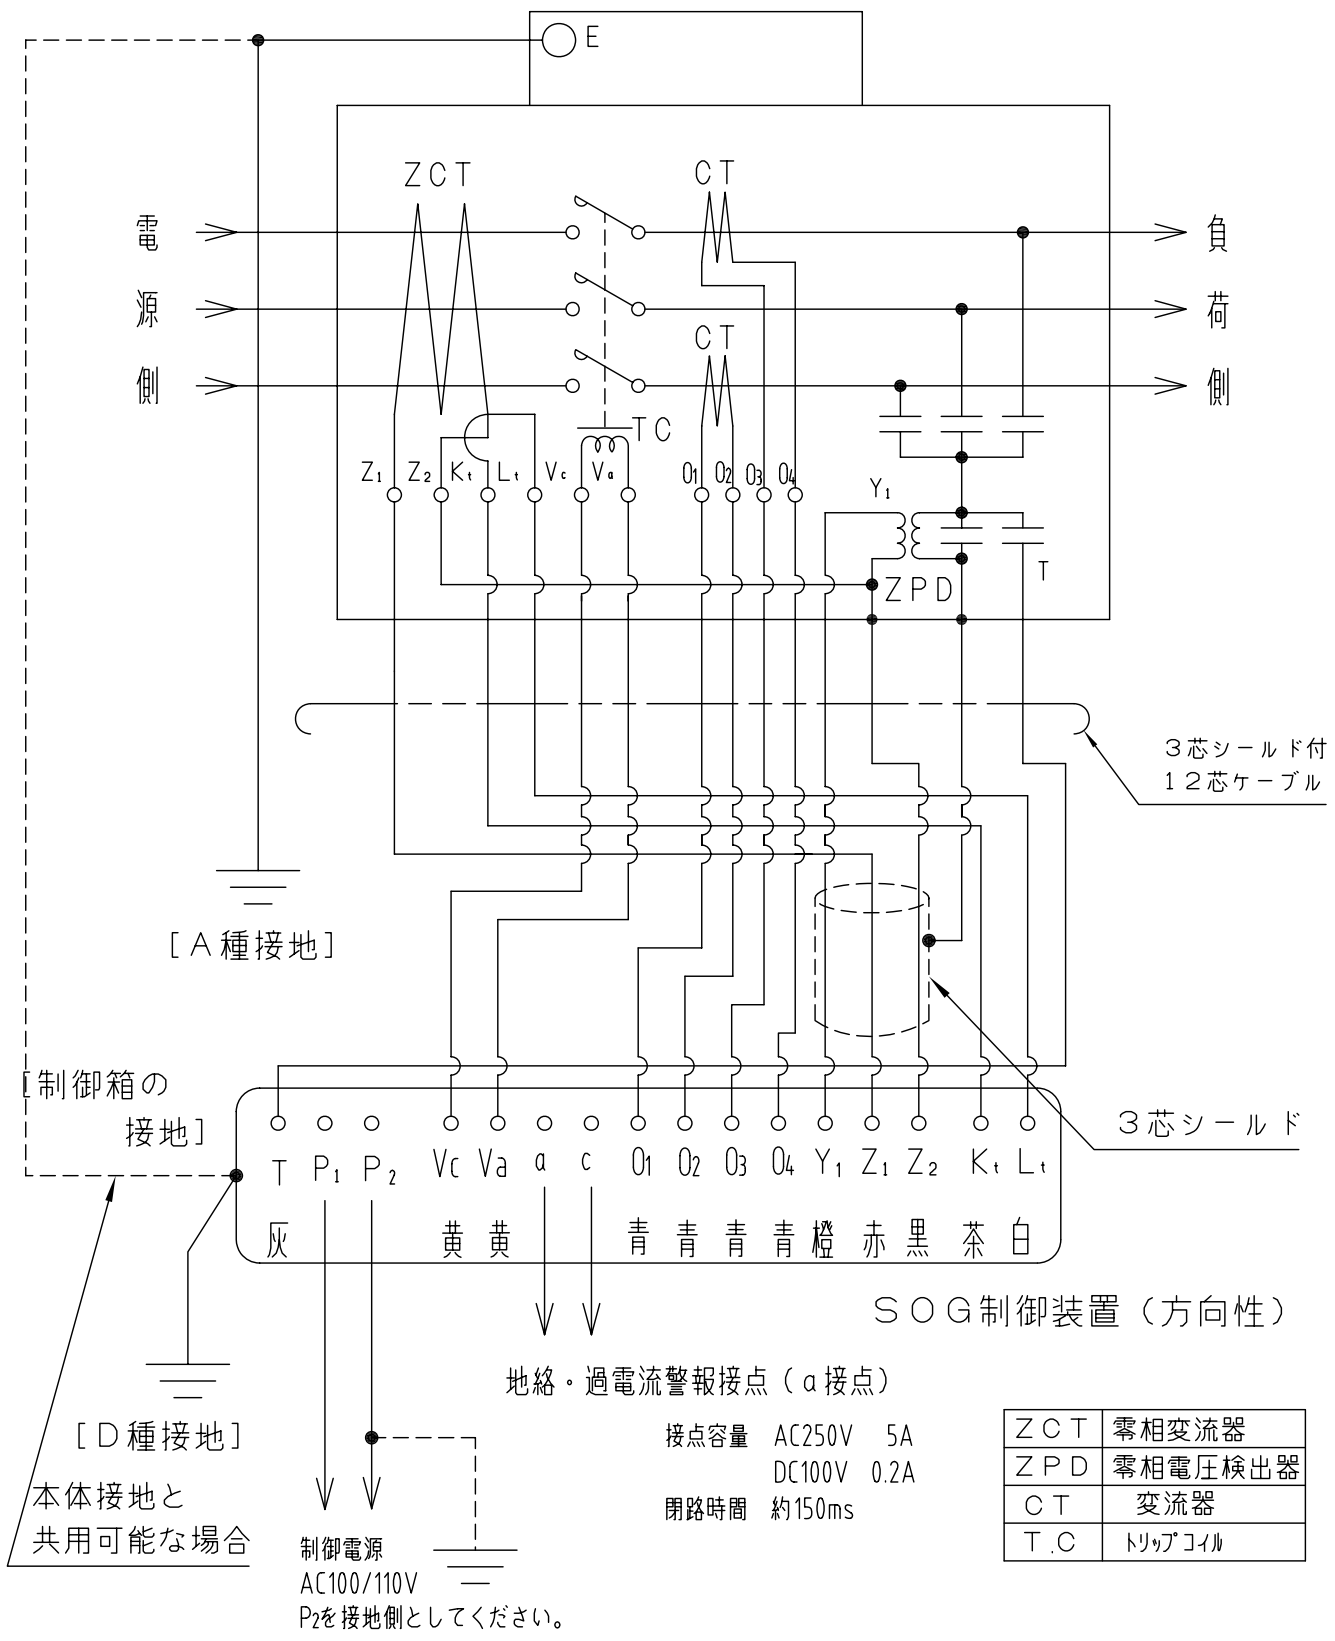 E
ZCT
CT
電
源
側
負
荷
側
CT
TC
Z₁ Z₂ Kₜ Lₜ Vc Va O₁ O₂ O₃ O₄
Y₁
T
ZPD
3芯シールド付
12芯ケーブル
[A種接地]
[制御箱の
接地]
3芯シールド
T P₁ P₂ Vc Va a c O₁ O₂ O₃ O₄ Y₁ Z₁ Z₂ Kₜ Lₜ
灰 黄 黄 青 青 青 青 橙 赤 黒 茶 白
SOG制御装置(方向性)
地絡・過電流警報接点(a接点)
接点容量 AC250V 5A
DC100V 0.2A
閉路時間 約150ms
[D種接地]
本体接地と
共用可能な場合
制御電源
AC100/110V
P₂を接地側としてください。
ZCT 零相変流器
ZPD 零相電圧検出器
CT 変流器
T.C トリップコイル